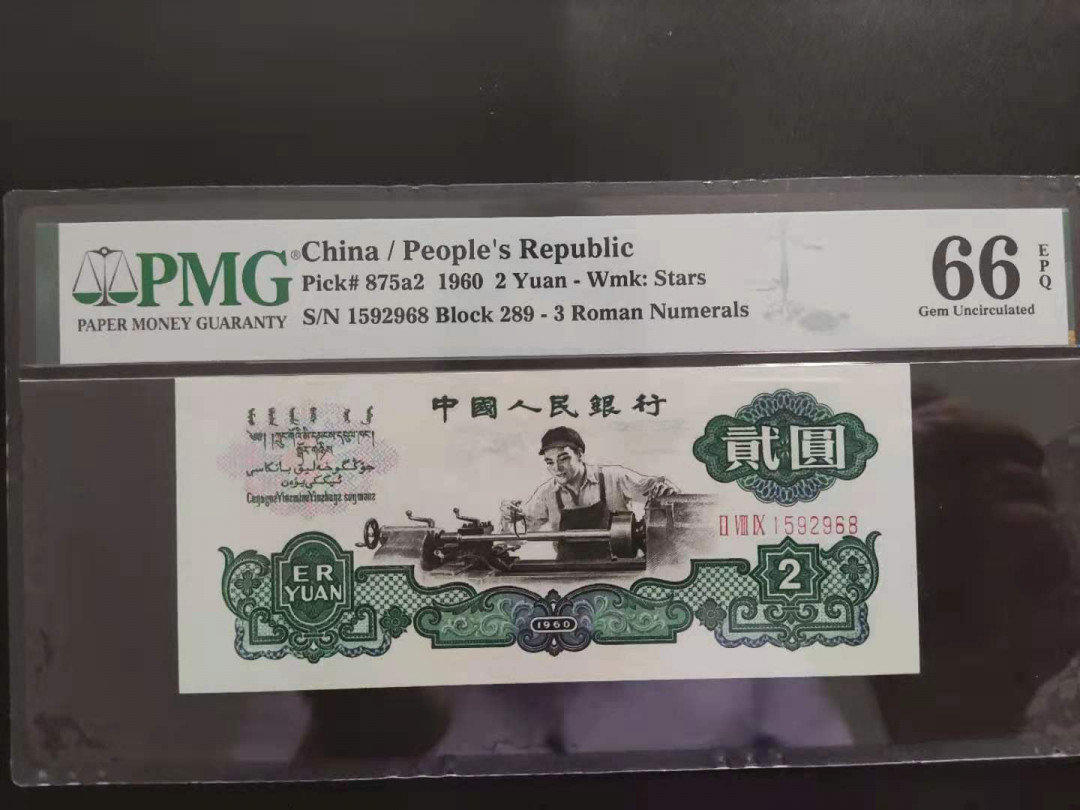 PMG®
PAPER MONEY GUARANTY
China / People's Republic
Pick# 875a2 1960 2 Yuan - Wmk: Stars
S/N 1592968 Block 289 - 3 Roman Numerals
66
EPQ
Gem Uncirculated
中國人民銀行
貳圓
Ⅱ Ⅷ Ⅸ 1592968
ER
YUAN
1960
2